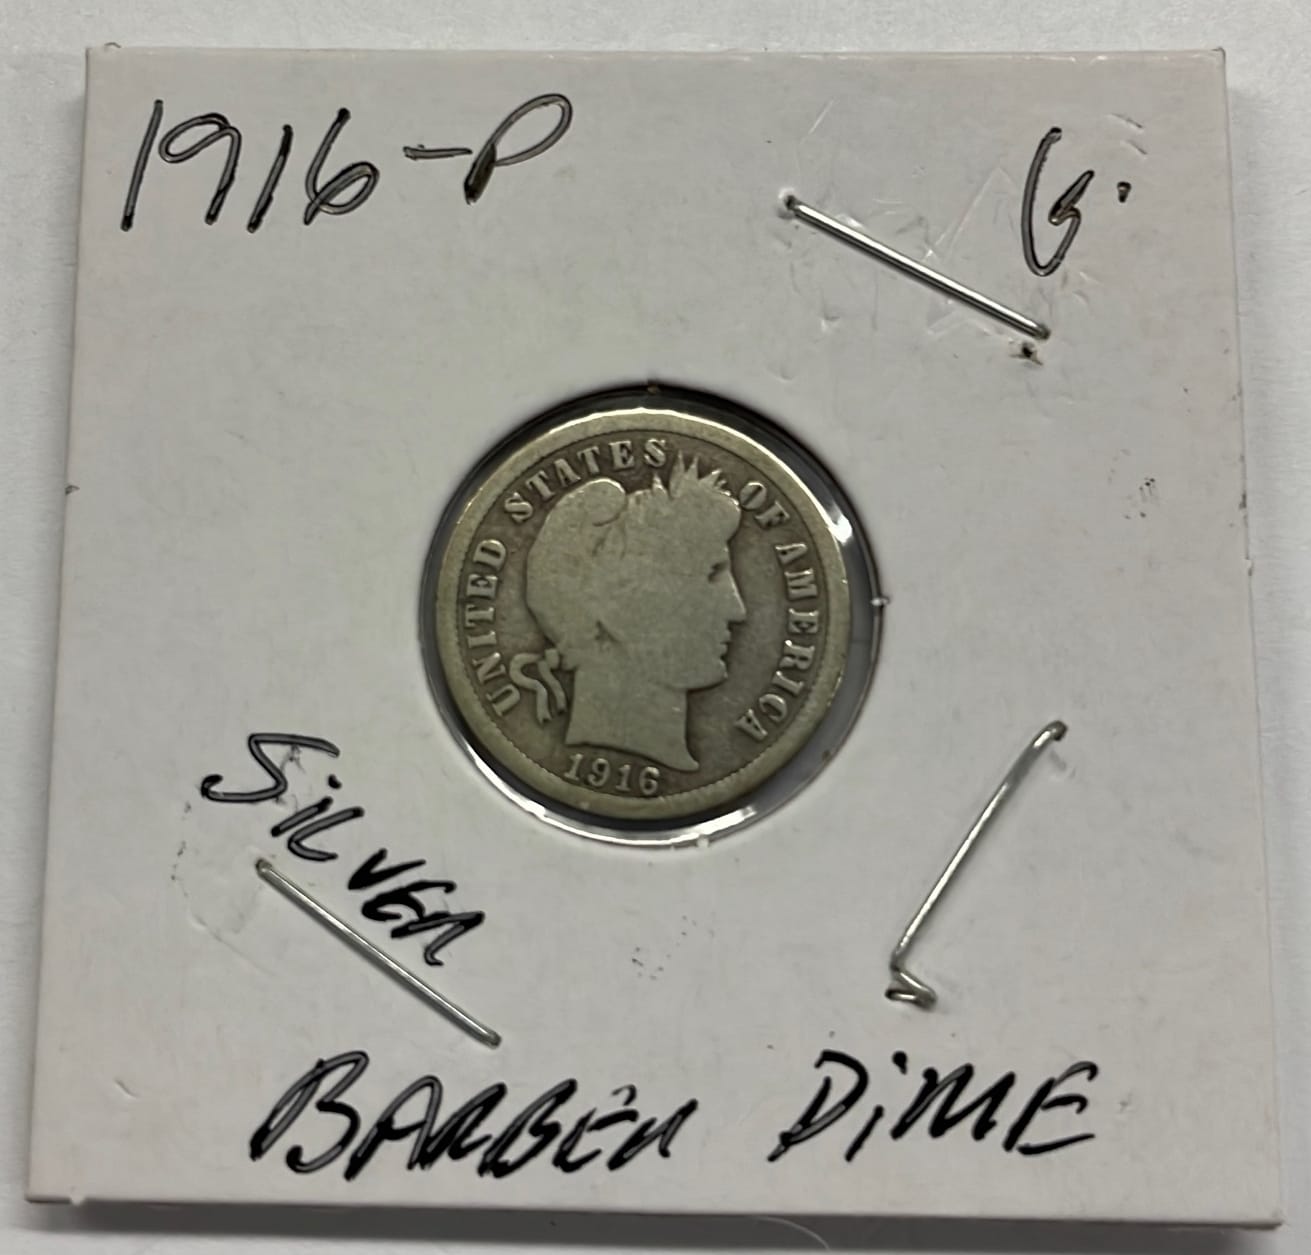 1916-P
G.
UNITED STATES OF AMERICA
1916
SiLVER
BARBER DiME